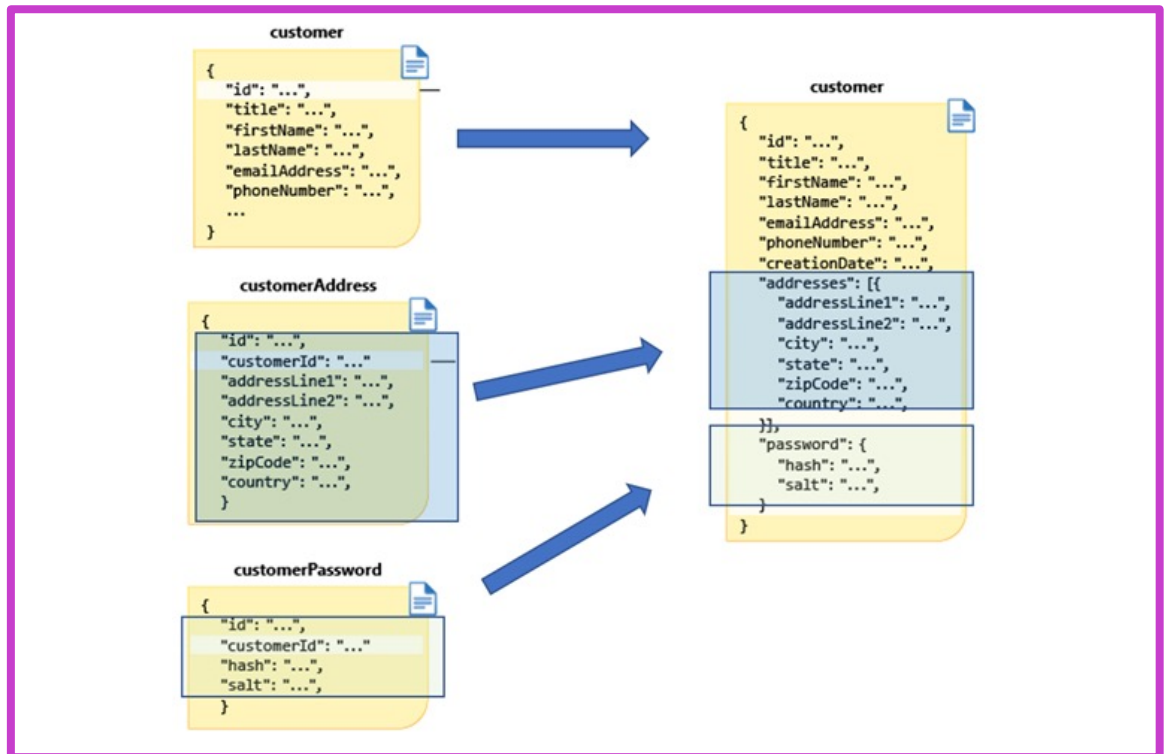 customer
{
"id": "...",
"title": "...",
"firstName": "...",
"lastName": "...",
"emailAddress": "...",
"phoneNumber": "...",
...
}
customerAddress
{
"id": "...",
"customerId": "..."
"addressLine1": "...",
"addressLine2": "...",
"city": "...",
"state": "...",
"zipCode": "...",
"country": "...",
}
customerPassword
{
"id": "...",
"customerId": "..."
"hash": "...",
"salt": "...",
}
customer
{
"id": "...",
"title": "...",
"firstName": "...",
"lastName": "...",
"emailAddress": "...",
"phoneNumber": "...",
"creationDate": "...",
"addresses": [{
"addressLine1": "...",
"addressLine2": "...",
"city": "...",
"state": "...",
"zipCode": "...",
"country": "...",
}],
"password": {
"hash": "...",
"salt": "...",
}
}